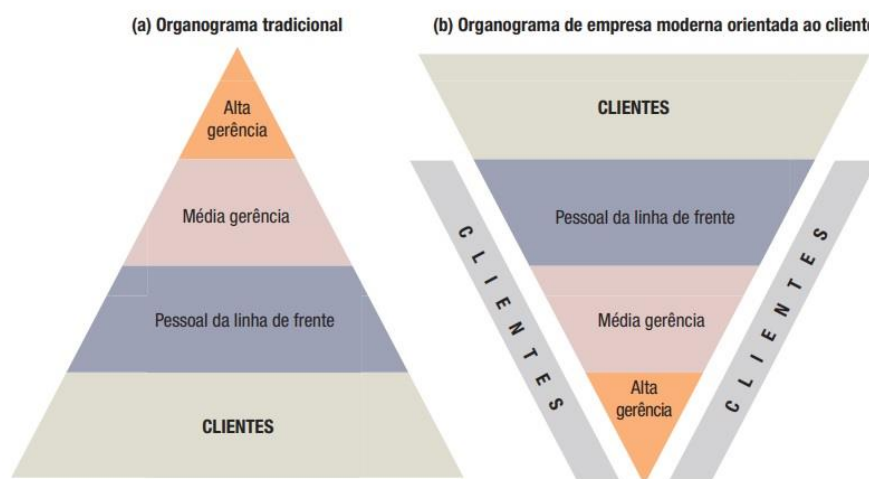 (a) Organograma tradicional
Alta
gerência
Média gerência
Pessoal da linha de frente
CLIENTES
(b) Organograma de empresa moderna orientada ao cliente
CLIENTES
Pessoal da linha de frente
Média gerência
Alta
gerência
CLIENTES
CLIENTES